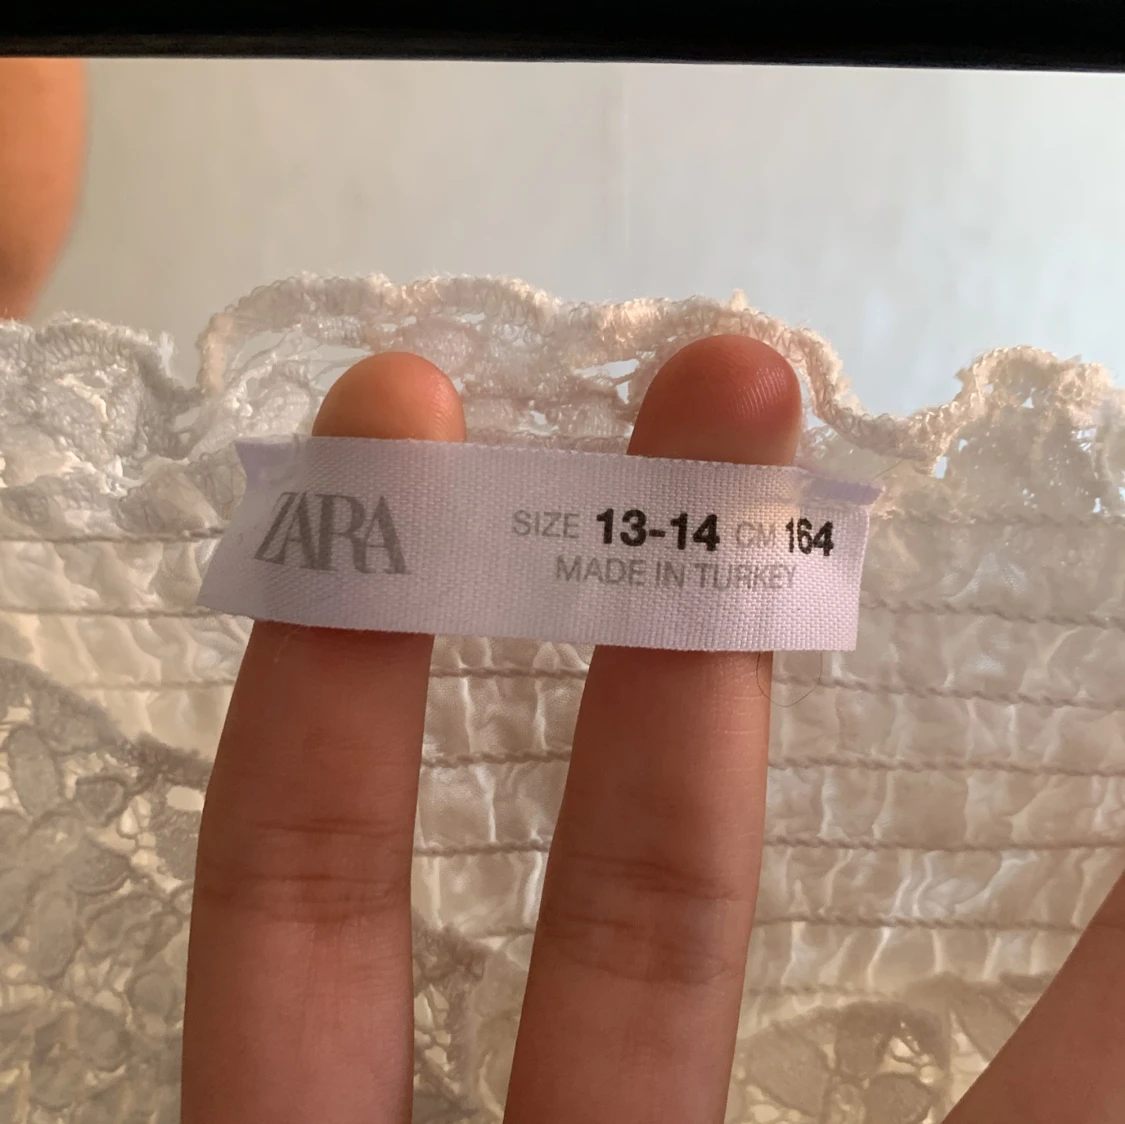 ZARA
SIZE 13-14 CM 164
MADE IN TURKEY